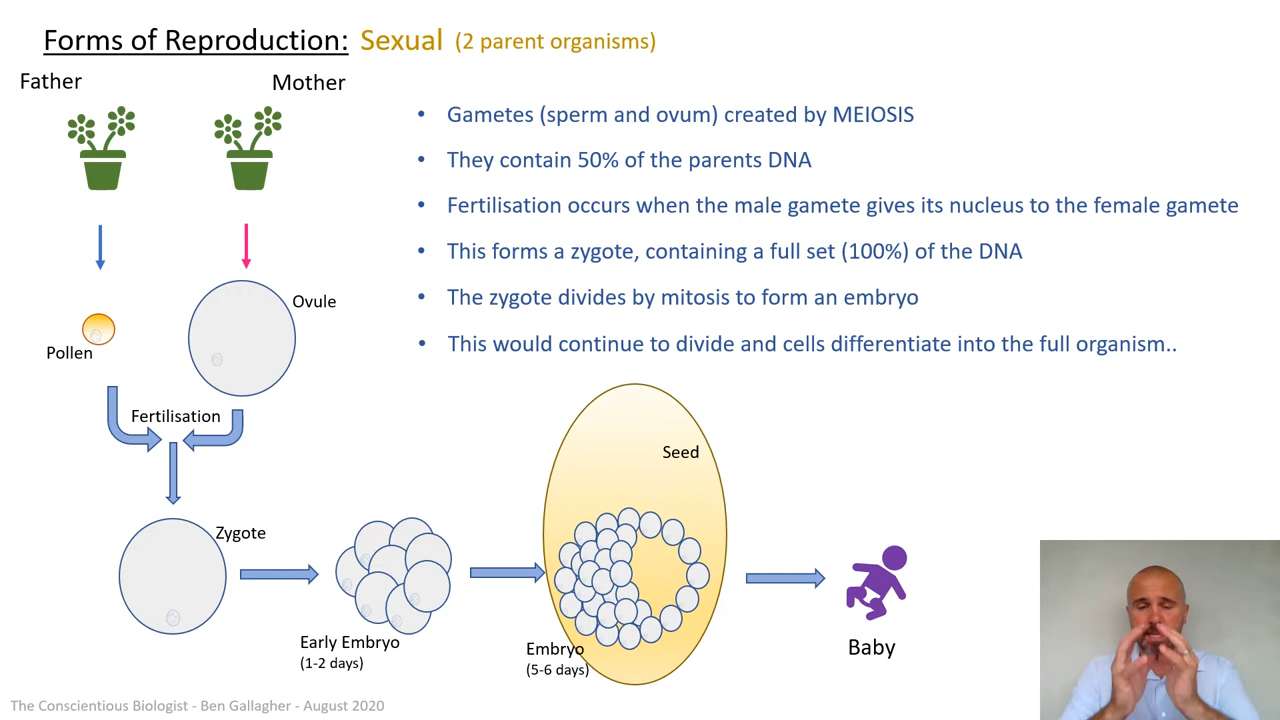 Forms of Reproduction: Sexual (2 parent organisms)
Father
Mother
• Gametes (sperm and ovum) created by MEIOSIS
• They contain 50% of the parents DNA
• Fertilisation occurs when the male gamete gives its nucleus to the female gamete
• This forms a zygote, containing a full set (100%) of the DNA
• The zygote divides by mitosis to form an embryo
• This would continue to divide and cells differentiate into the full organism..
Ovule
Pollen
Fertilisation
Seed
Zygote
Early Embryo
(1-2 days)
Embryo
(5-6 days)
Baby
The Conscientious Biologist - Ben Gallagher - August 2020